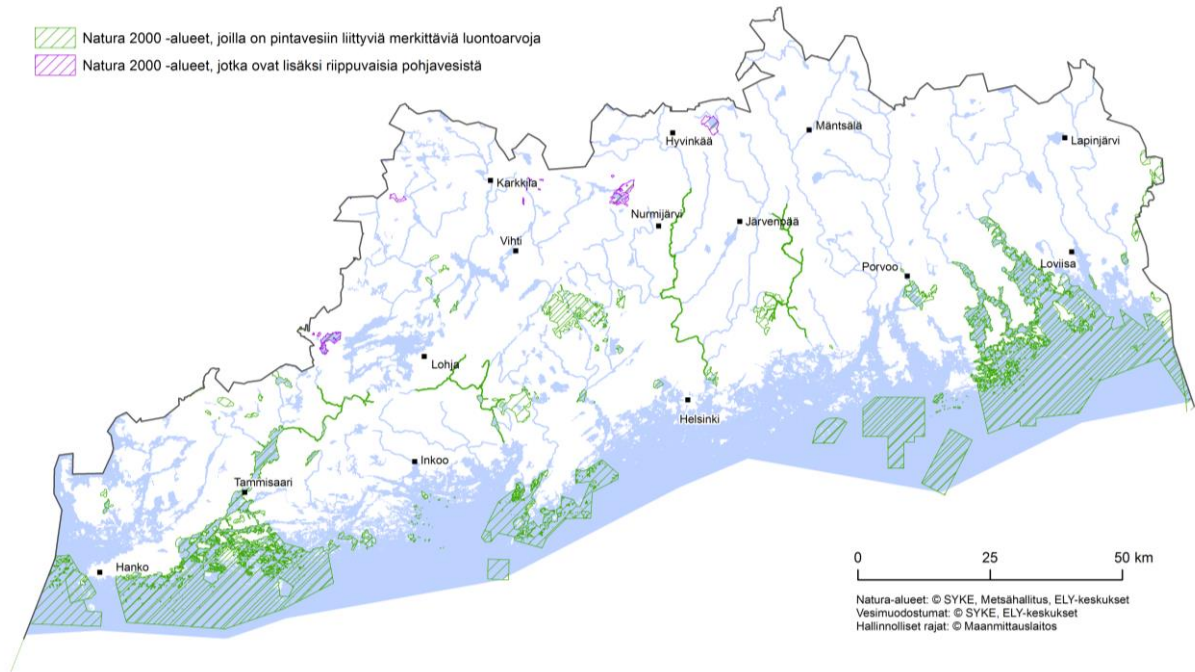 Natura 2000 -alueet, joilla on pintavesiin liittyviä merkittäviä luontoarvoja
Natura 2000 -alueet, jotka ovat lisäksi riippuvaisia pohjavesistä
Mäntsälä
Hyvinkää
Lapinjärvi
Karkkila
Nurmijärvi
Järvenpää
Vihti
Porvoo
Loviisa
Lohja
Helsinki
Inkoo
Tammisaari
Hanko
0 25 50 km
Natura-alueet: © SYKE, Metsähallitus, ELY-keskukset
Vesimuodostumat: © SYKE, ELY-keskukset
Hallinnolliset rajat: © Maanmittauslaitos